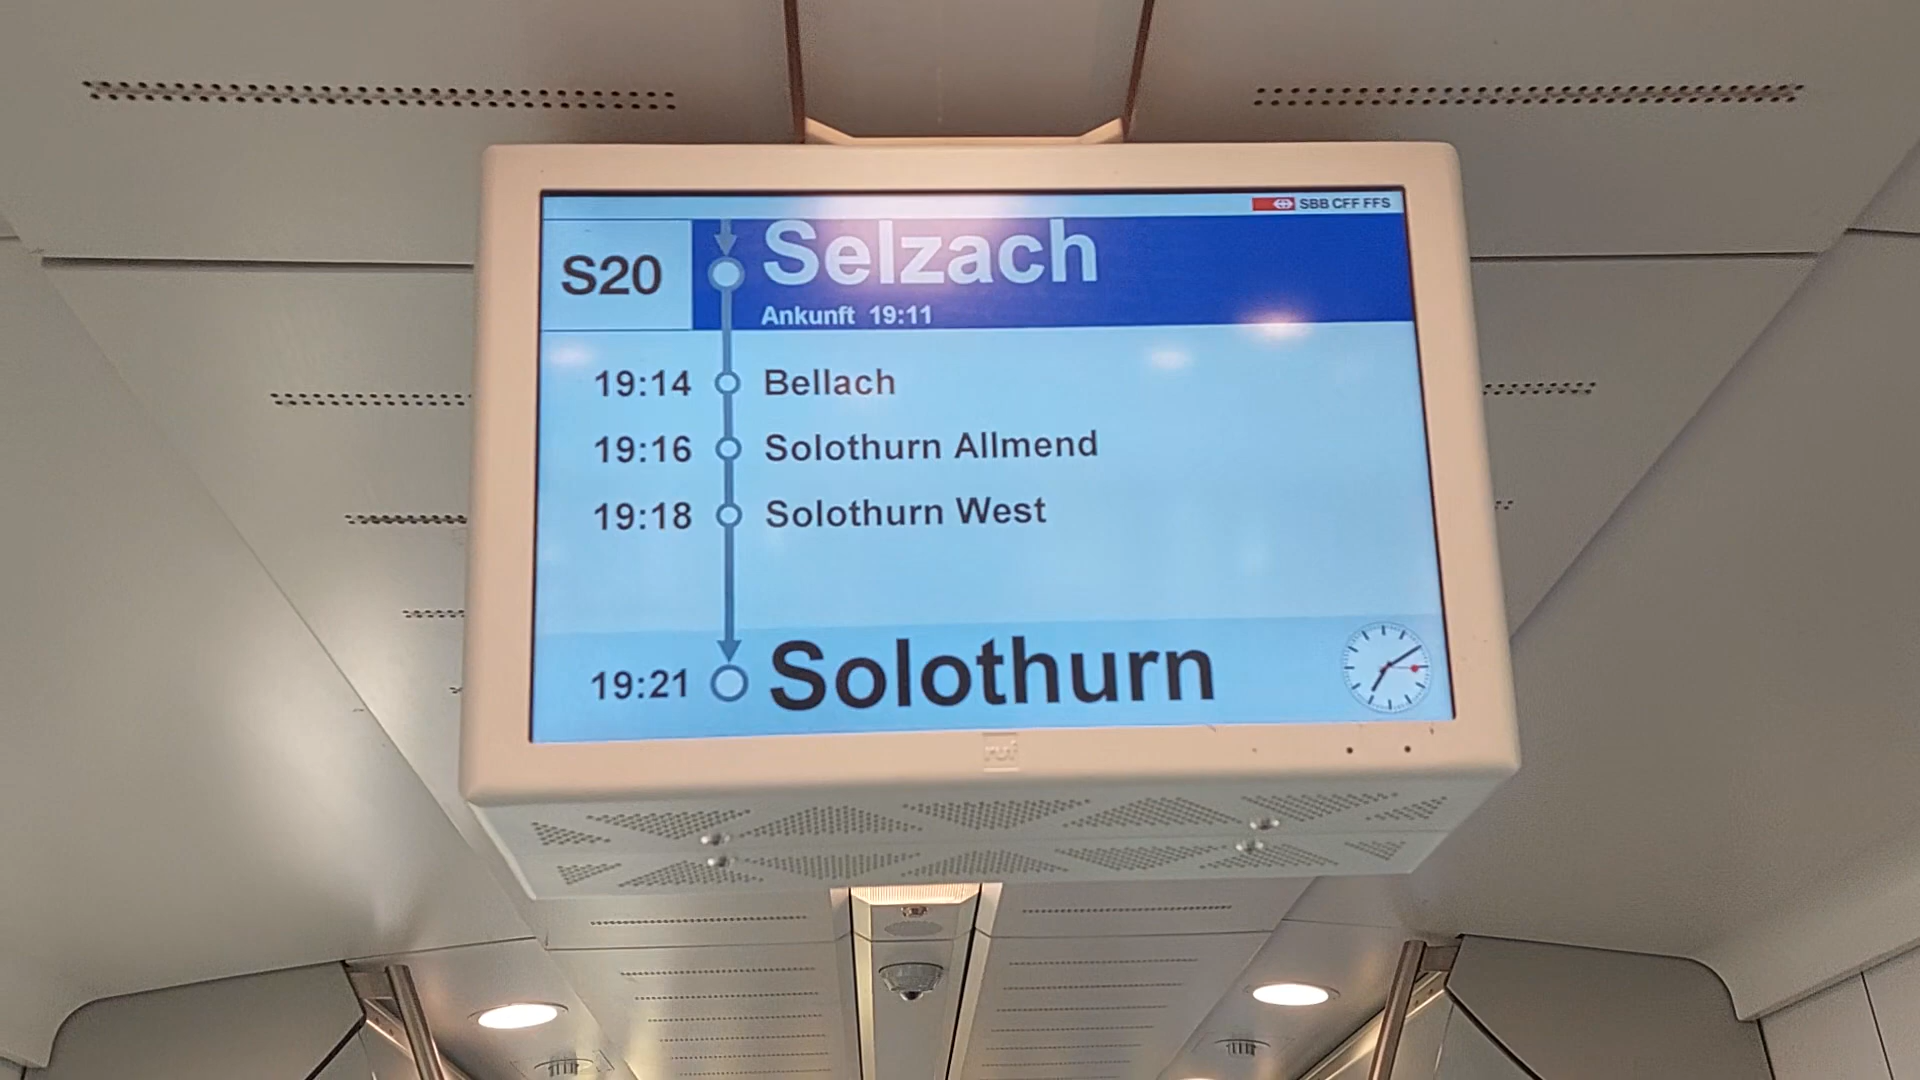 SBB CFF FFS
S20
Selzach
Ankunft 19:11
19:14 Bellach
19:16 Solothurn Allmend
19:18 Solothurn West
19:21 Solothurn
ruf